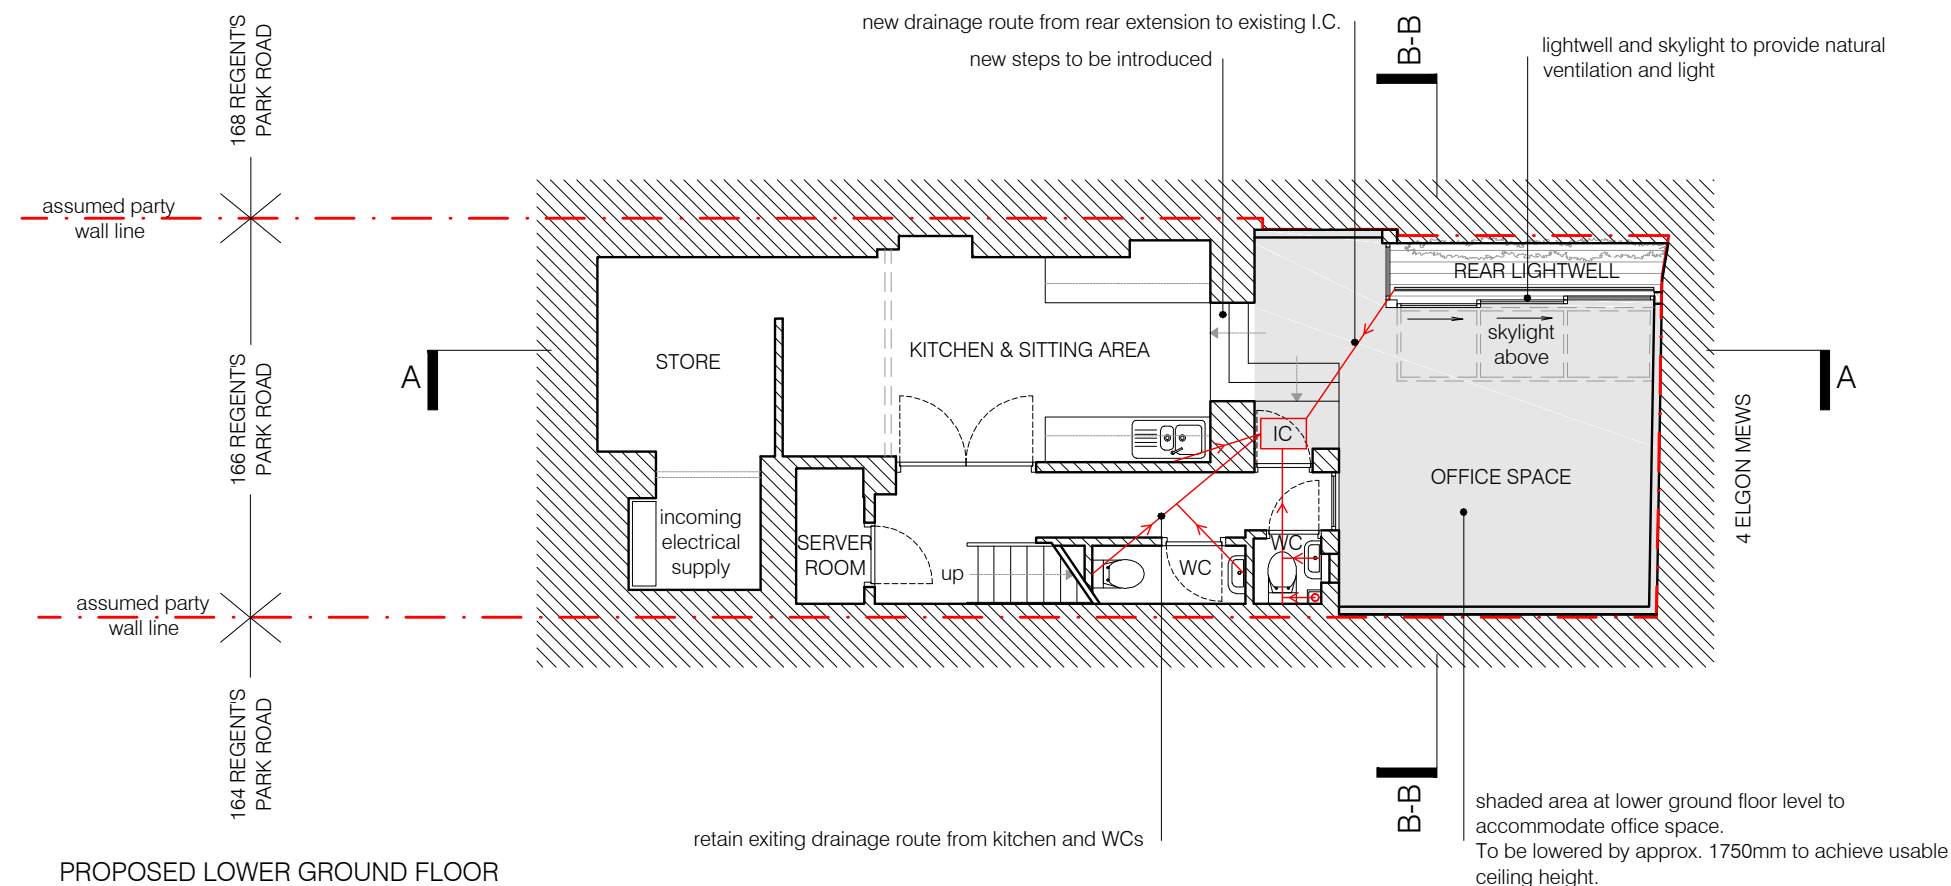 new drainage route from rear extension to existing I.C.
new steps to be introduced
B-B
lightwell and skylight to provide natural
ventilation and light
168 REGENT'S
PARK ROAD
assumed party
wall line
REAR LIGHTWELL
skylight
above
STORE
KITCHEN & SITTING AREA
A
A
166 REGENT'S
PARK ROAD
IC
4 ELGON MEWS
OFFICE SPACE
incoming
electrical
supply
SERVER
ROOM
up
WC
WC
assumed party
wall line
164 REGENT'S
PARK ROAD
B-B
retain exiting drainage route from kitchen and WCs
shaded area at lower ground floor level to
accommodate office space.
To be lowered by approx. 1750mm to achieve usable
ceiling height.
PROPOSED LOWER GROUND FLOOR